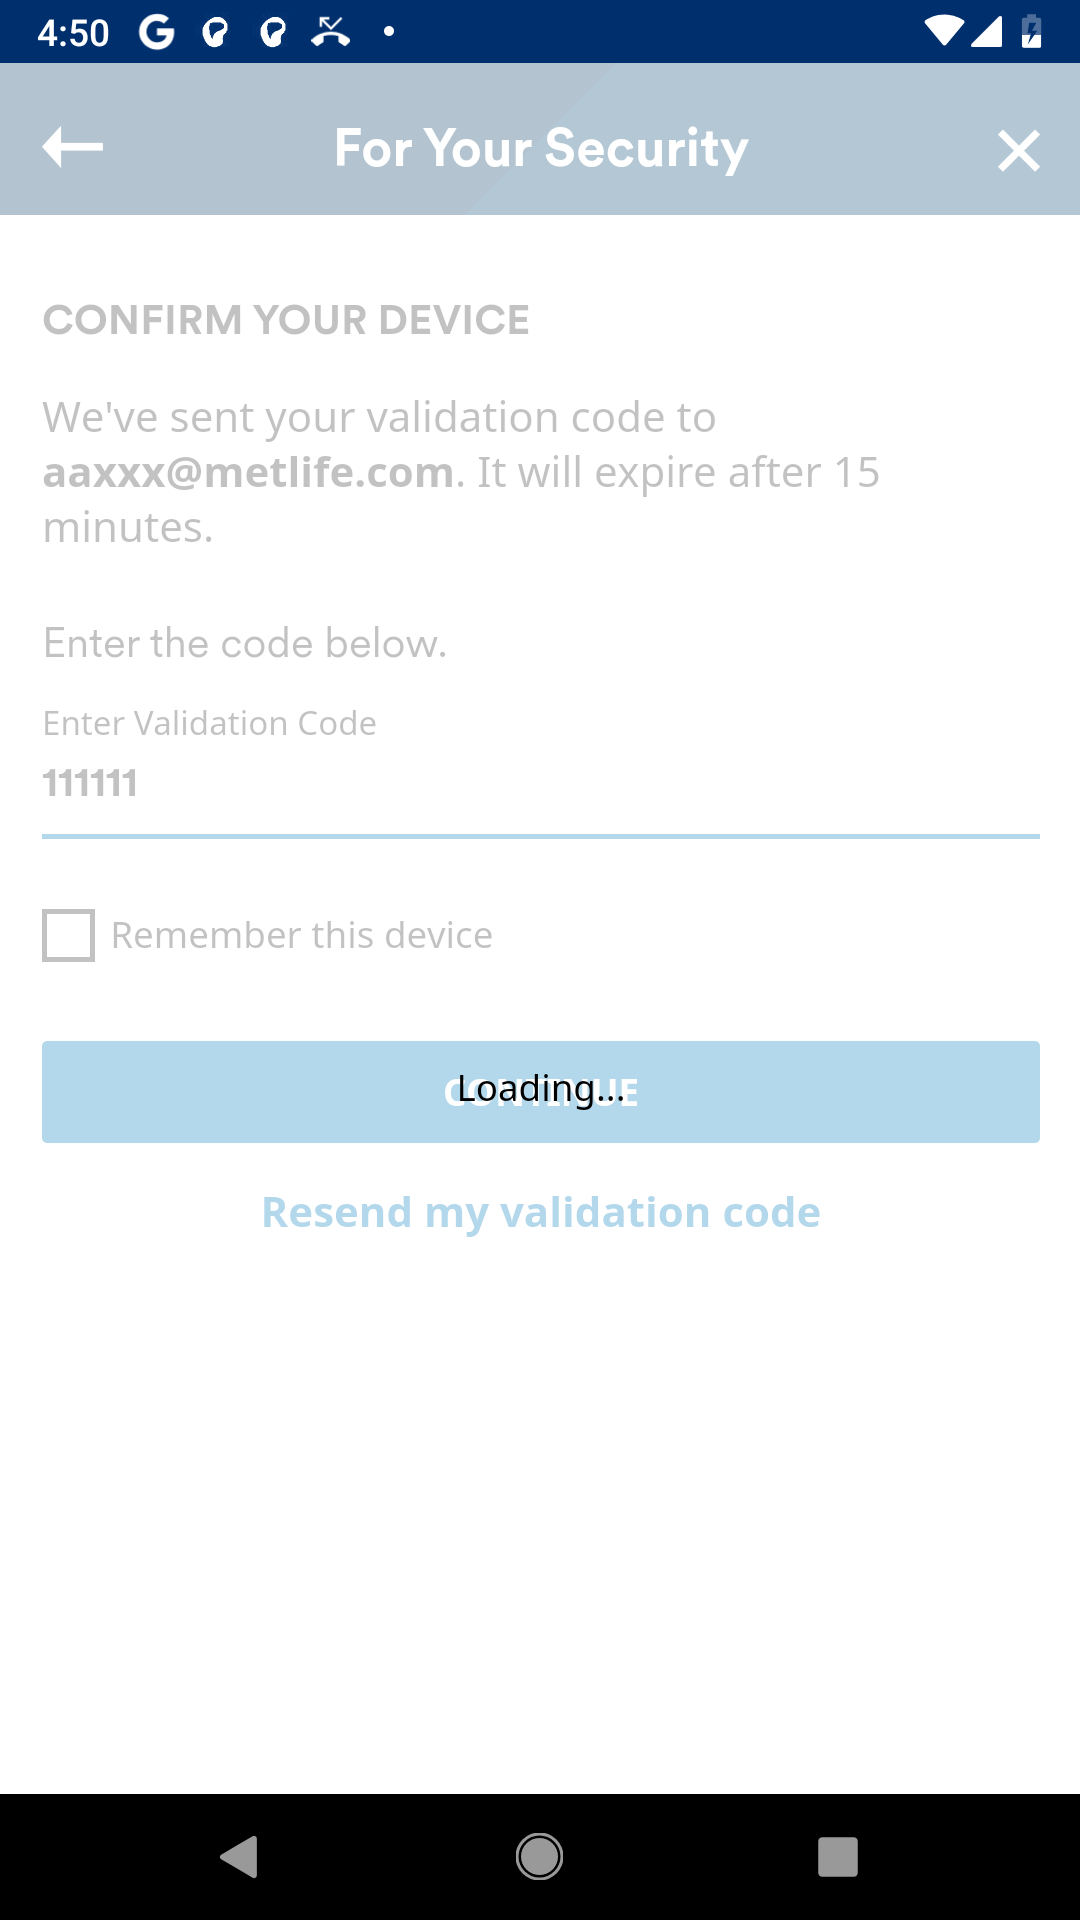 4:50
For Your Security
CONFIRM YOUR DEVICE
We've sent your validation code to
aaxxx@metlife.com. It will expire after 15
minutes.
Enter the code below.
Enter Validation Code
111111
Remember this device
CONTINUE
Loading...
Resend my validation code